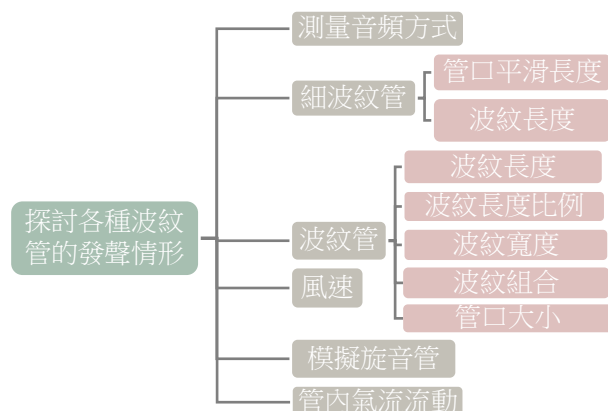 探討各種波紋
管的發聲情形
測量音頻方式
細波紋管
管口平滑長度
波紋長度
波紋管
波紋長度
波紋長度比例
波紋寬度
波紋組合
管口大小
風速
模擬旋音管
管內氣流流動